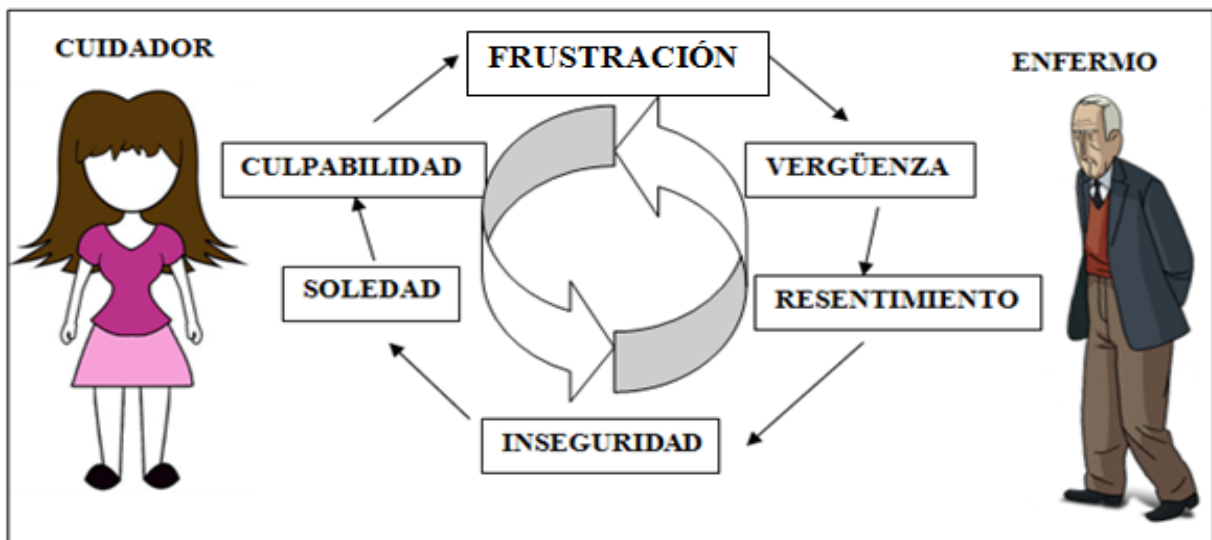 CUIDADOR
FRUSTRACIÓN
ENFERMO
CULPABILIDAD
VERGÜENZA
SOLEDAD
RESENTIMIENTO
INSEGURIDAD